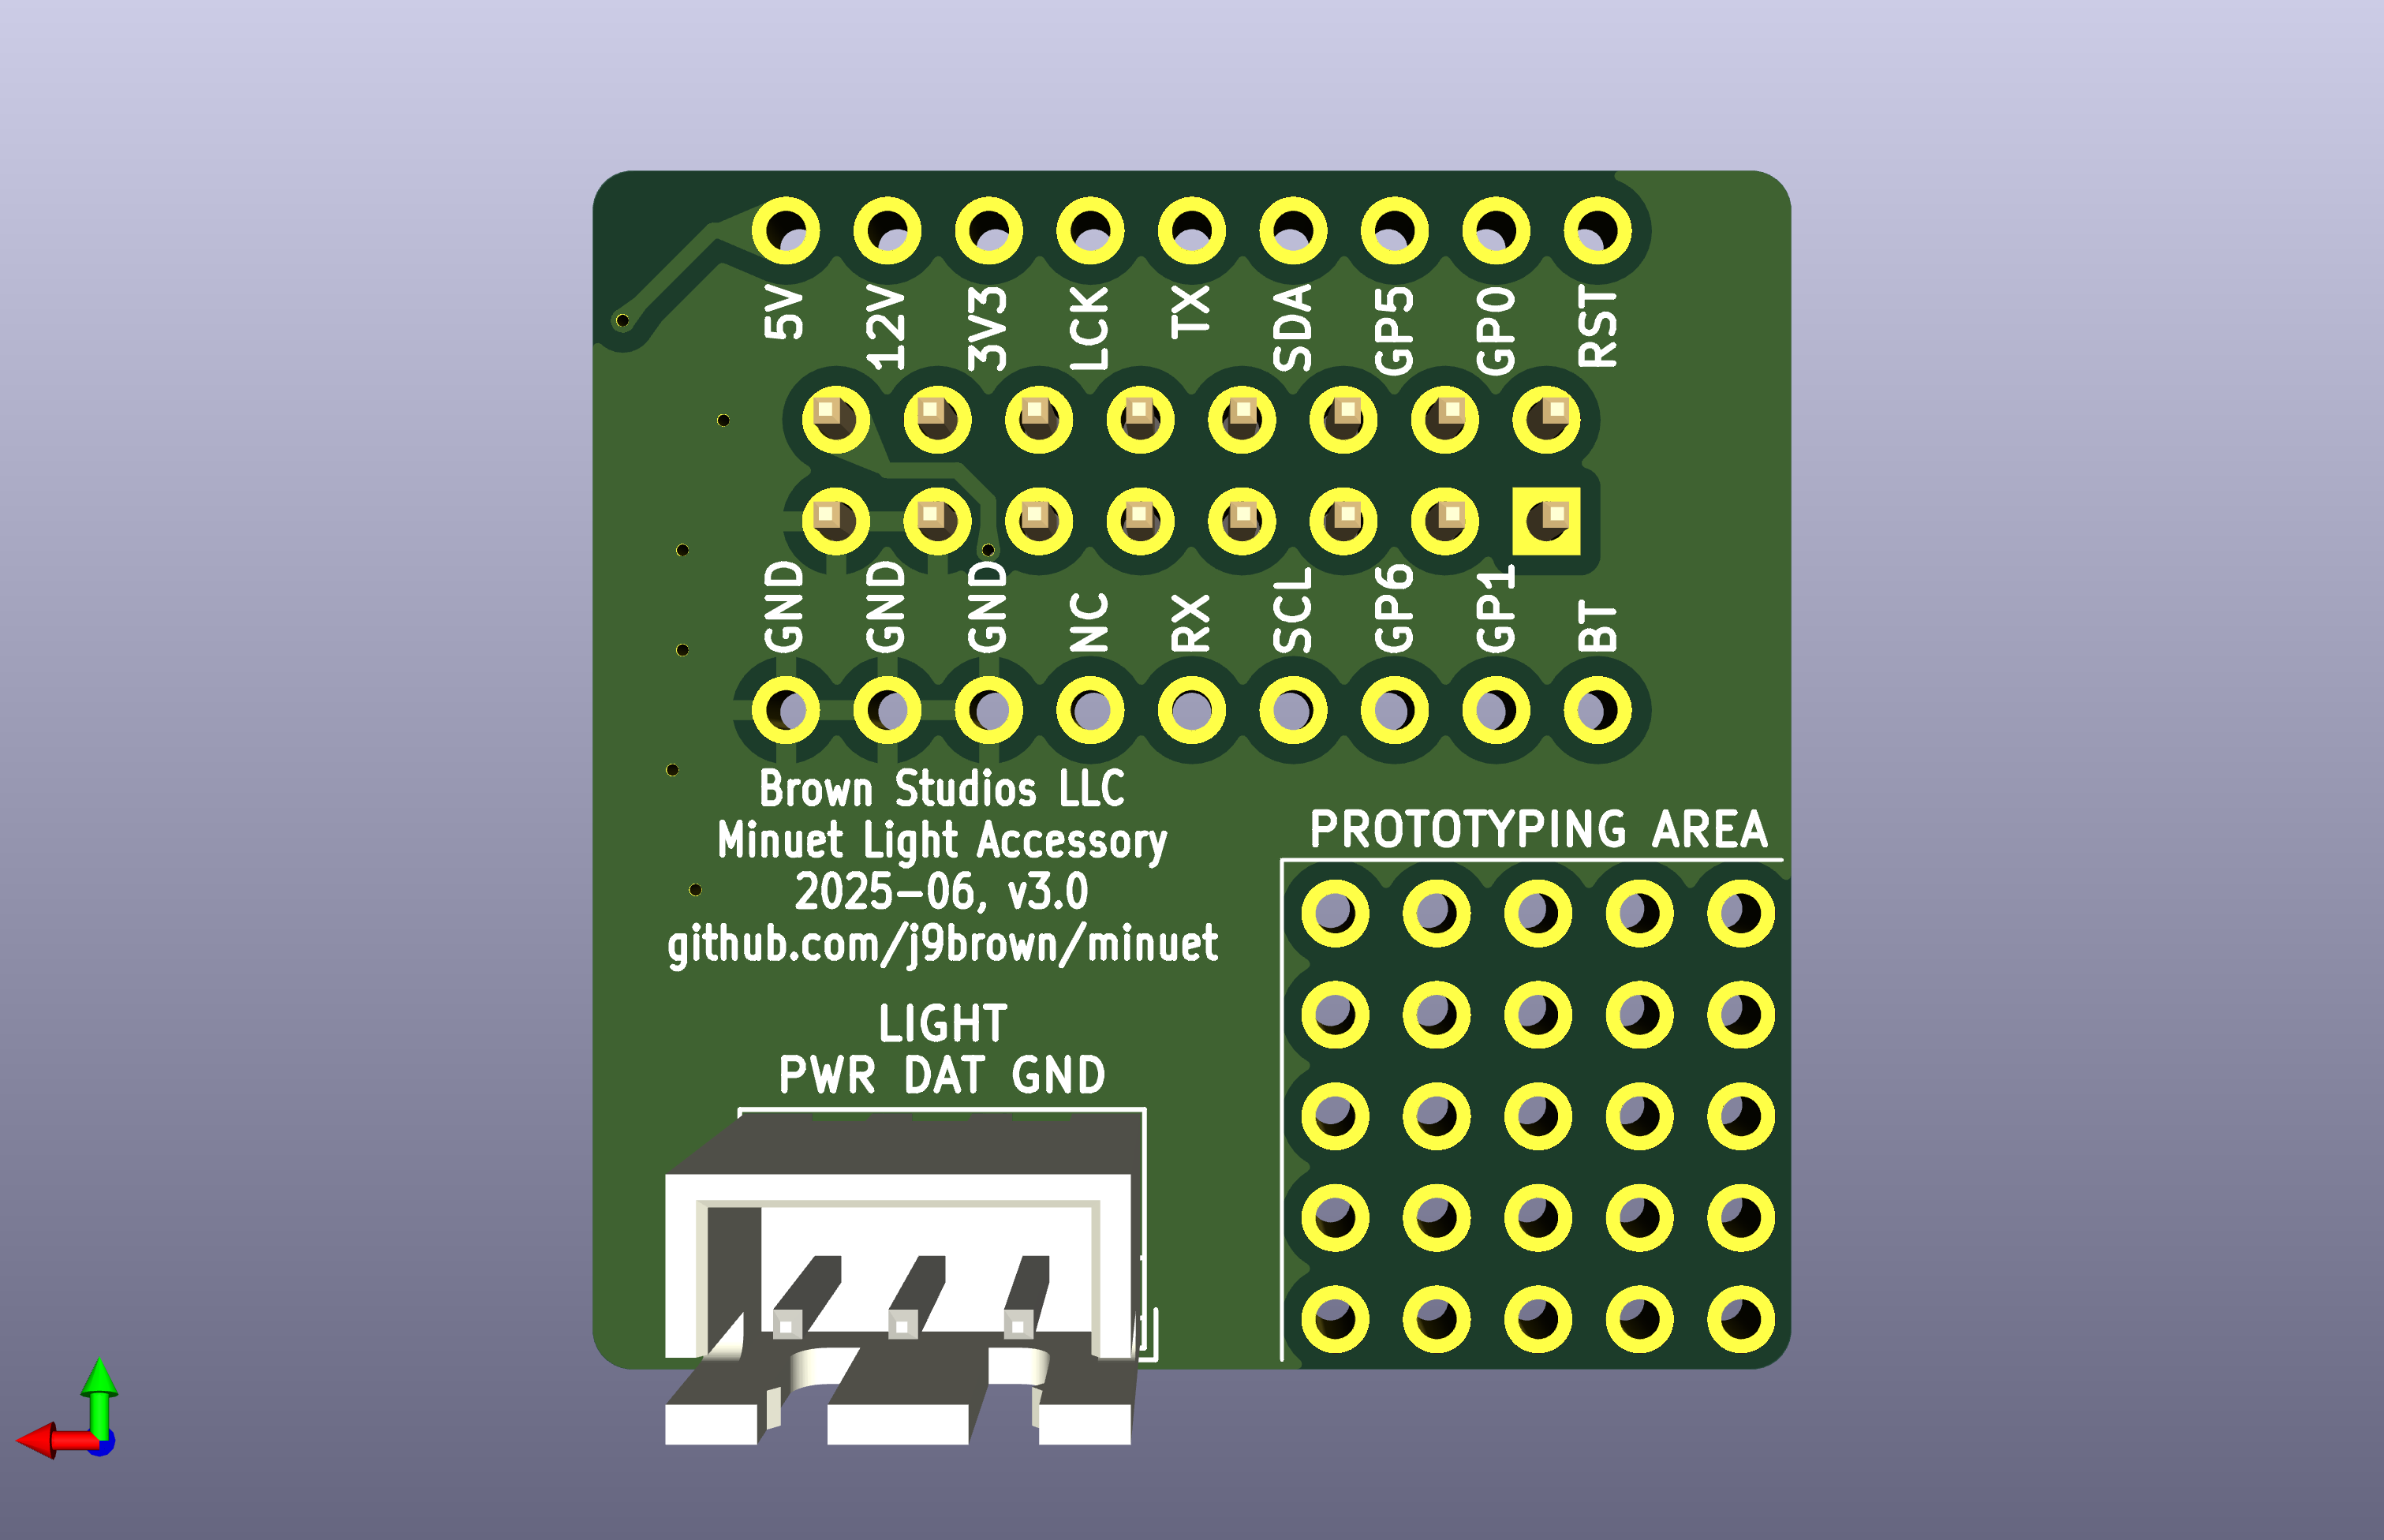 5V 12V 3V3 LCK TX SDA GP5 GP0 RST
GND GND GND NC RX SCL GP6 GP1 BT
Brown Studios LLC
Minuet Light Accessory
2025-06, v3.0
github.com/j9brown/minuet
PROTOTYPING AREA
LIGHT
PWR DAT GND